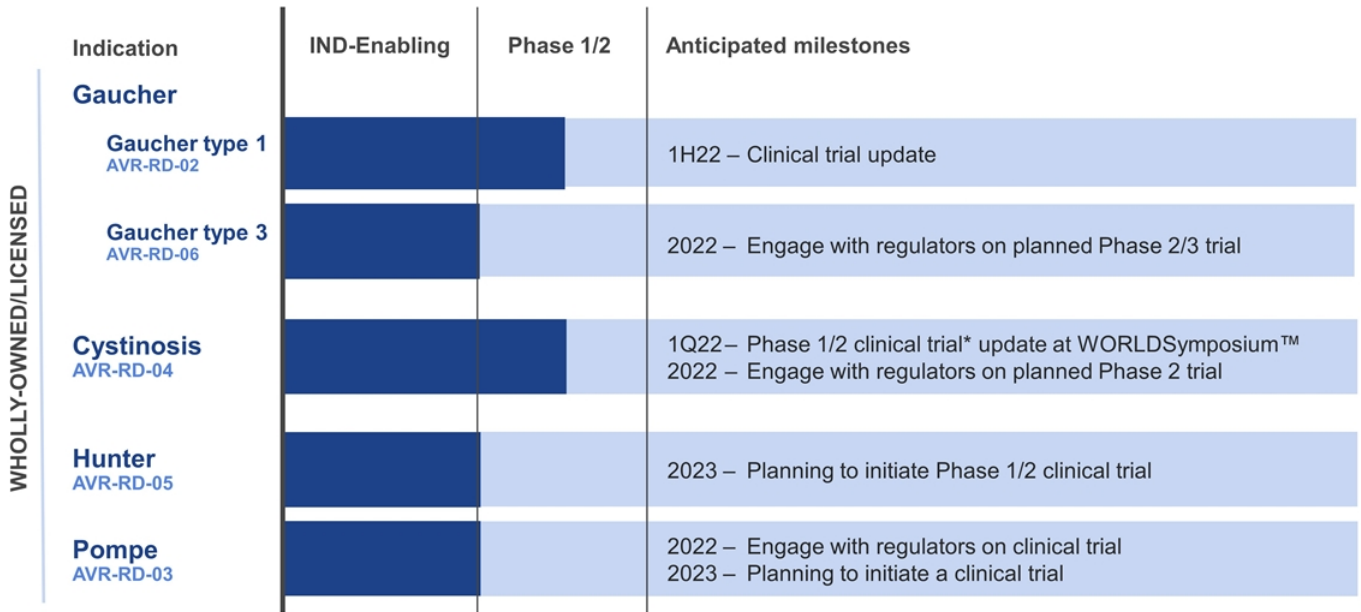 Indication
IND-Enabling
Phase 1/2
Anticipated milestones
WHOLLY-OWNED/LICENSED
Gaucher
Gaucher type 1
AVR-RD-02
1H22 – Clinical trial update
Gaucher type 3
AVR-RD-06
2022 – Engage with regulators on planned Phase 2/3 trial
Cystinosis
AVR-RD-04
1Q22– Phase 1/2 clinical trial* update at WORLDSymposium™
2022 – Engage with regulators on planned Phase 2 trial
Hunter
AVR-RD-05
2023 – Planning to initiate Phase 1/2 clinical trial
Pompe
AVR-RD-03
2022 – Engage with regulators on clinical trial
2023 – Planning to initiate a clinical trial